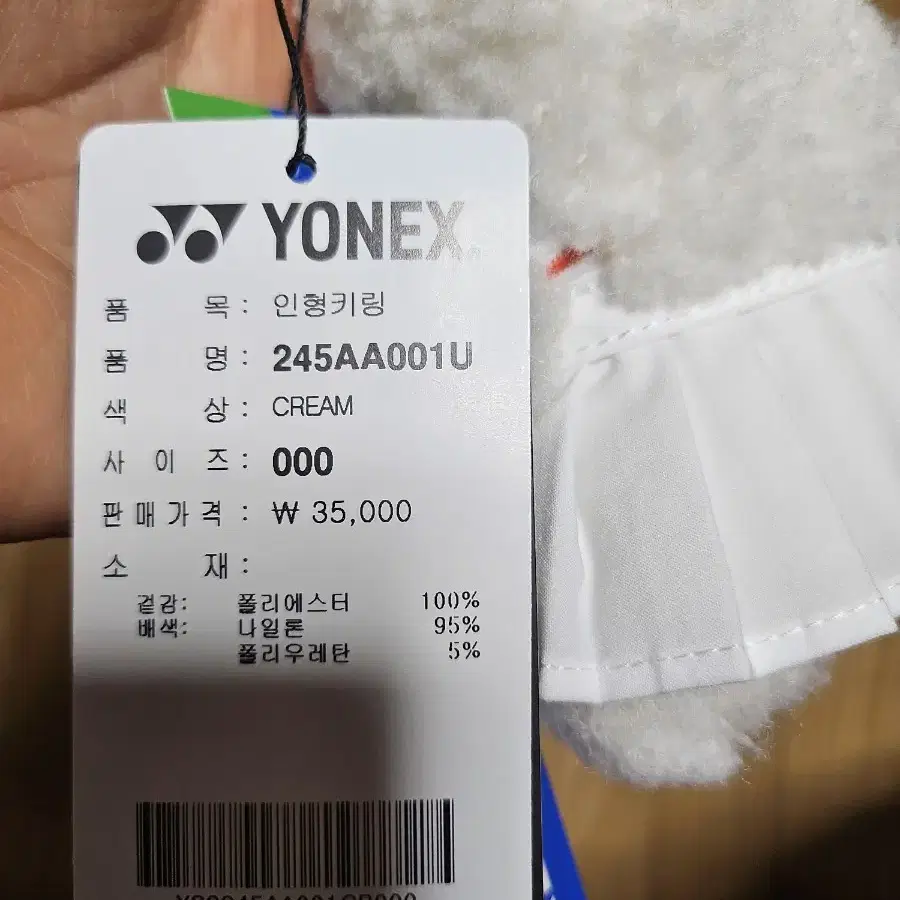 YONEX
품 목 : 인형키링
품 명 : 245AA001U
색 상 : CREAM
사 이 즈 : 000
판매가격 : ₩ 35,000
소 재 :
겉감: 폴리에스터 100%
배색: 나일론 95%
폴리우레탄 5%